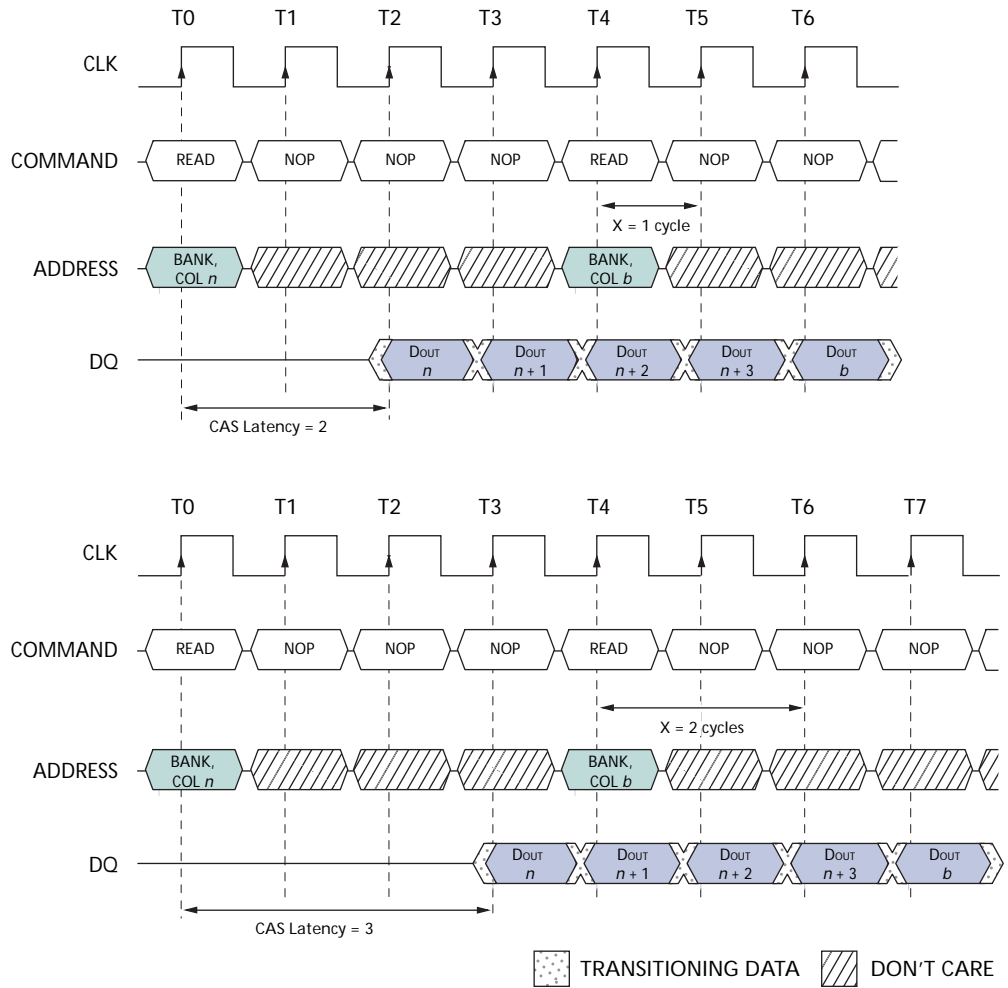 T0 T1 T2 T3 T4 T5 T6
CLK
COMMAND READ NOP NOP NOP READ NOP NOP
X = 1 cycle
ADDRESS BANK, COL n BANK, COL b
DQ DOUT n DOUT n + 1 DOUT n + 2 DOUT n + 3 DOUT b
CAS Latency = 2
T0 T1 T2 T3 T4 T5 T6 T7
CLK
COMMAND READ NOP NOP NOP READ NOP NOP NOP
X = 2 cycles
ADDRESS BANK, COL n BANK, COL b
DQ DOUT n DOUT n + 1 DOUT n + 2 DOUT n + 3 DOUT b
CAS Latency = 3
TRANSITIONING DATA DON'T CARE